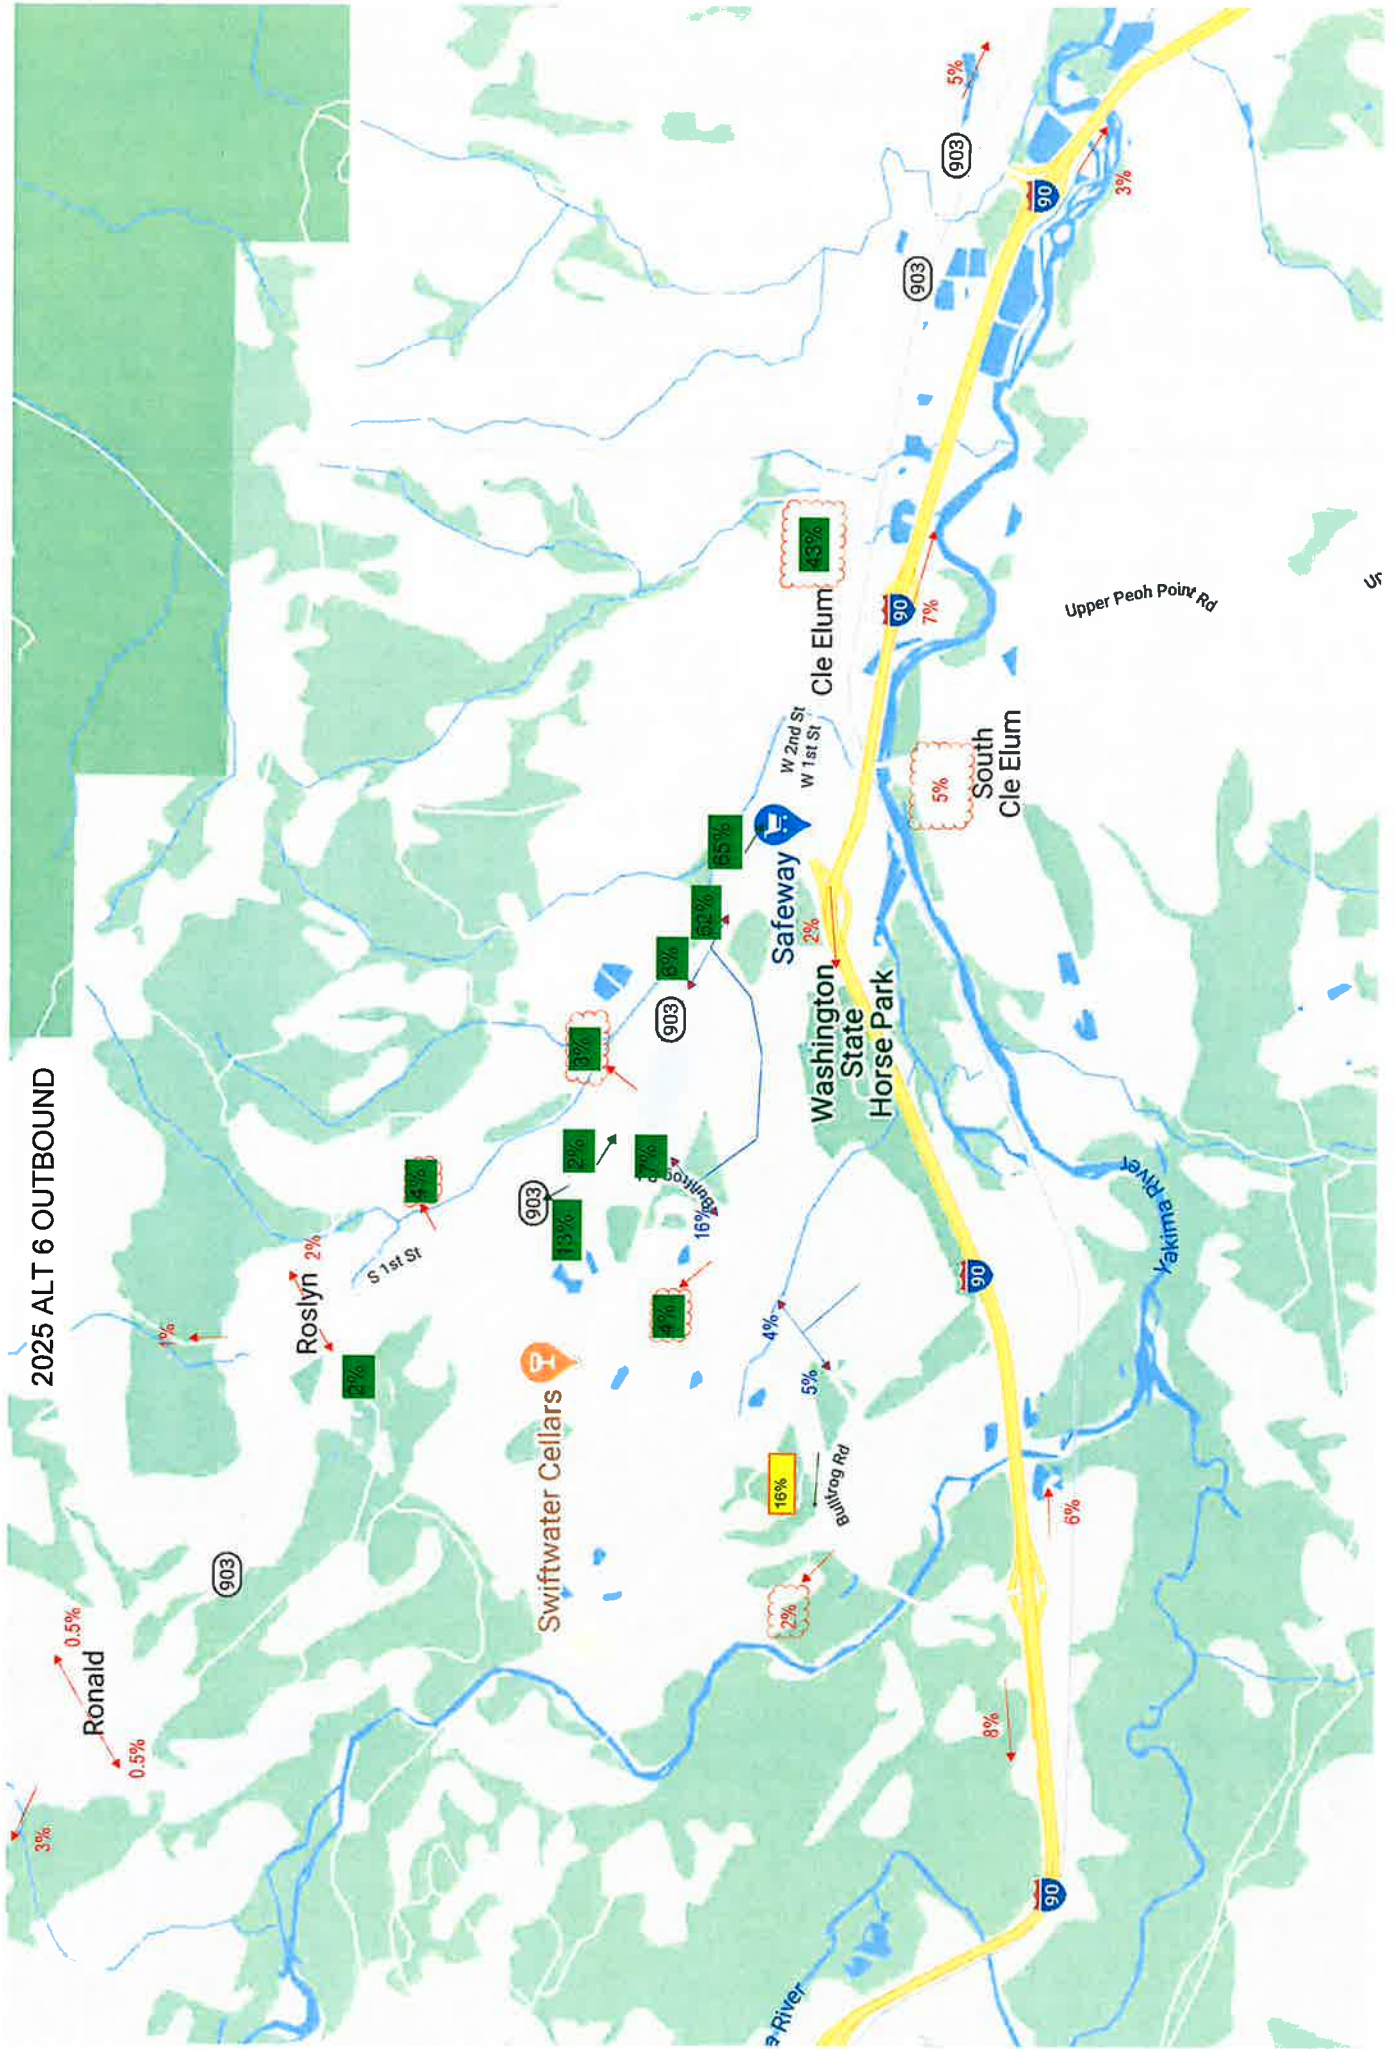 2025 ALT 6 OUTBOUND
3%
0.5%
Ronald
0.5%
1%
903
Roslyn
2%
2%
S 1st St
4%
903
Swiftwater Cellars
13%
2%
3%
4%
7%
903
6%
16%
62%
65%
Safeway
W 2nd St
W 1st St
4%
5%
16%
Bullfrog Rd
2%
2%
Washington
State
Horse Park
Cle Elum
43%
903
903
5%
90
7%
5%
South
Cle Elum
90
3%
90
8%
6%
90
Yakima River
Upper Peoh Point Rd
River